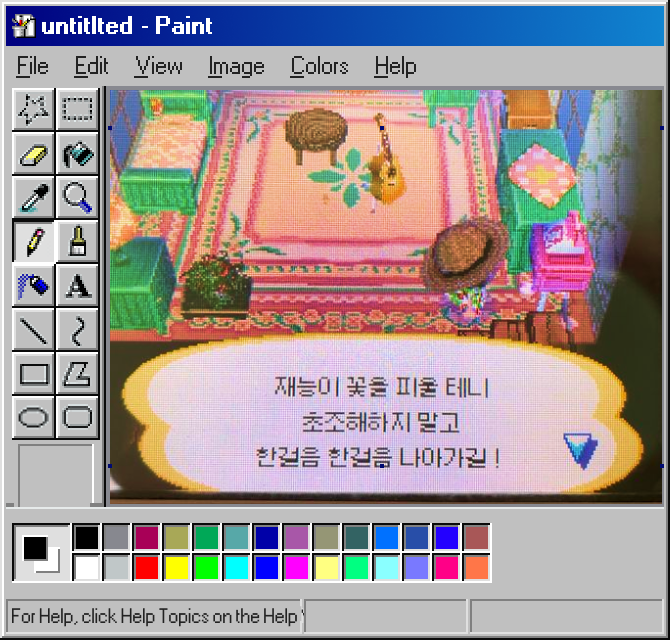 untitlted - Paint
File Edit View Image Colors Help
A
재능이 꽃을 피울 테니
초조해하지 말고
한걸음 한걸음 나아가길 !
For Help, click Help Topics on the Help